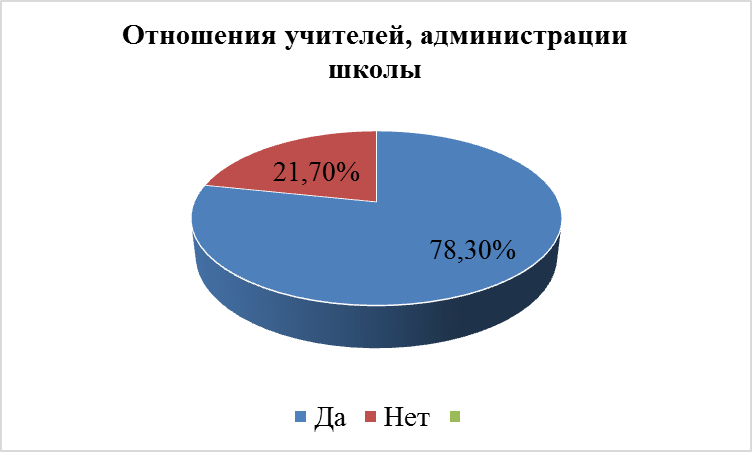 Отношения учителей, администрации
школы
21,70%
78,30%
Да Нет